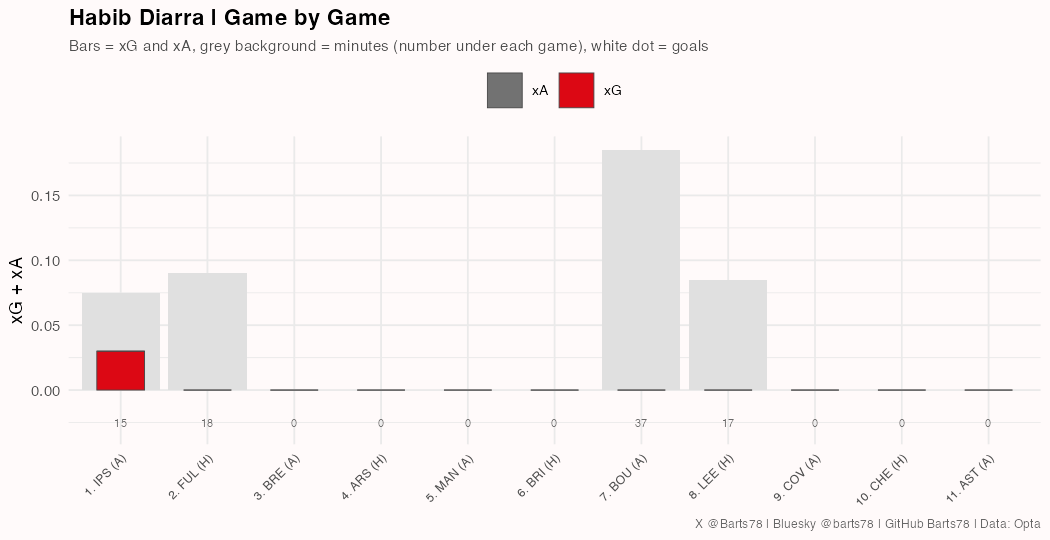 Habib Diarra | Game by Game
Bars = xG and xA, grey background = minutes (number under each game), white dot = goals
xA xG
xG + xA
0.15
0.10
0.05
0.00
15 18 0 0 0 0 37 17 0 0 0
1. IPS (A) 2. FUL (H) 3. BRE (A) 4. ARS (H) 5. MAN (A) 6. BRI (H) 7. BOU (A) 8. LEE (H) 9. COV (A) 10. CHE (H) 11. AST (A)
X @Barts78 | Bluesky @barts78 | GitHub Barts78 | Data: Opta